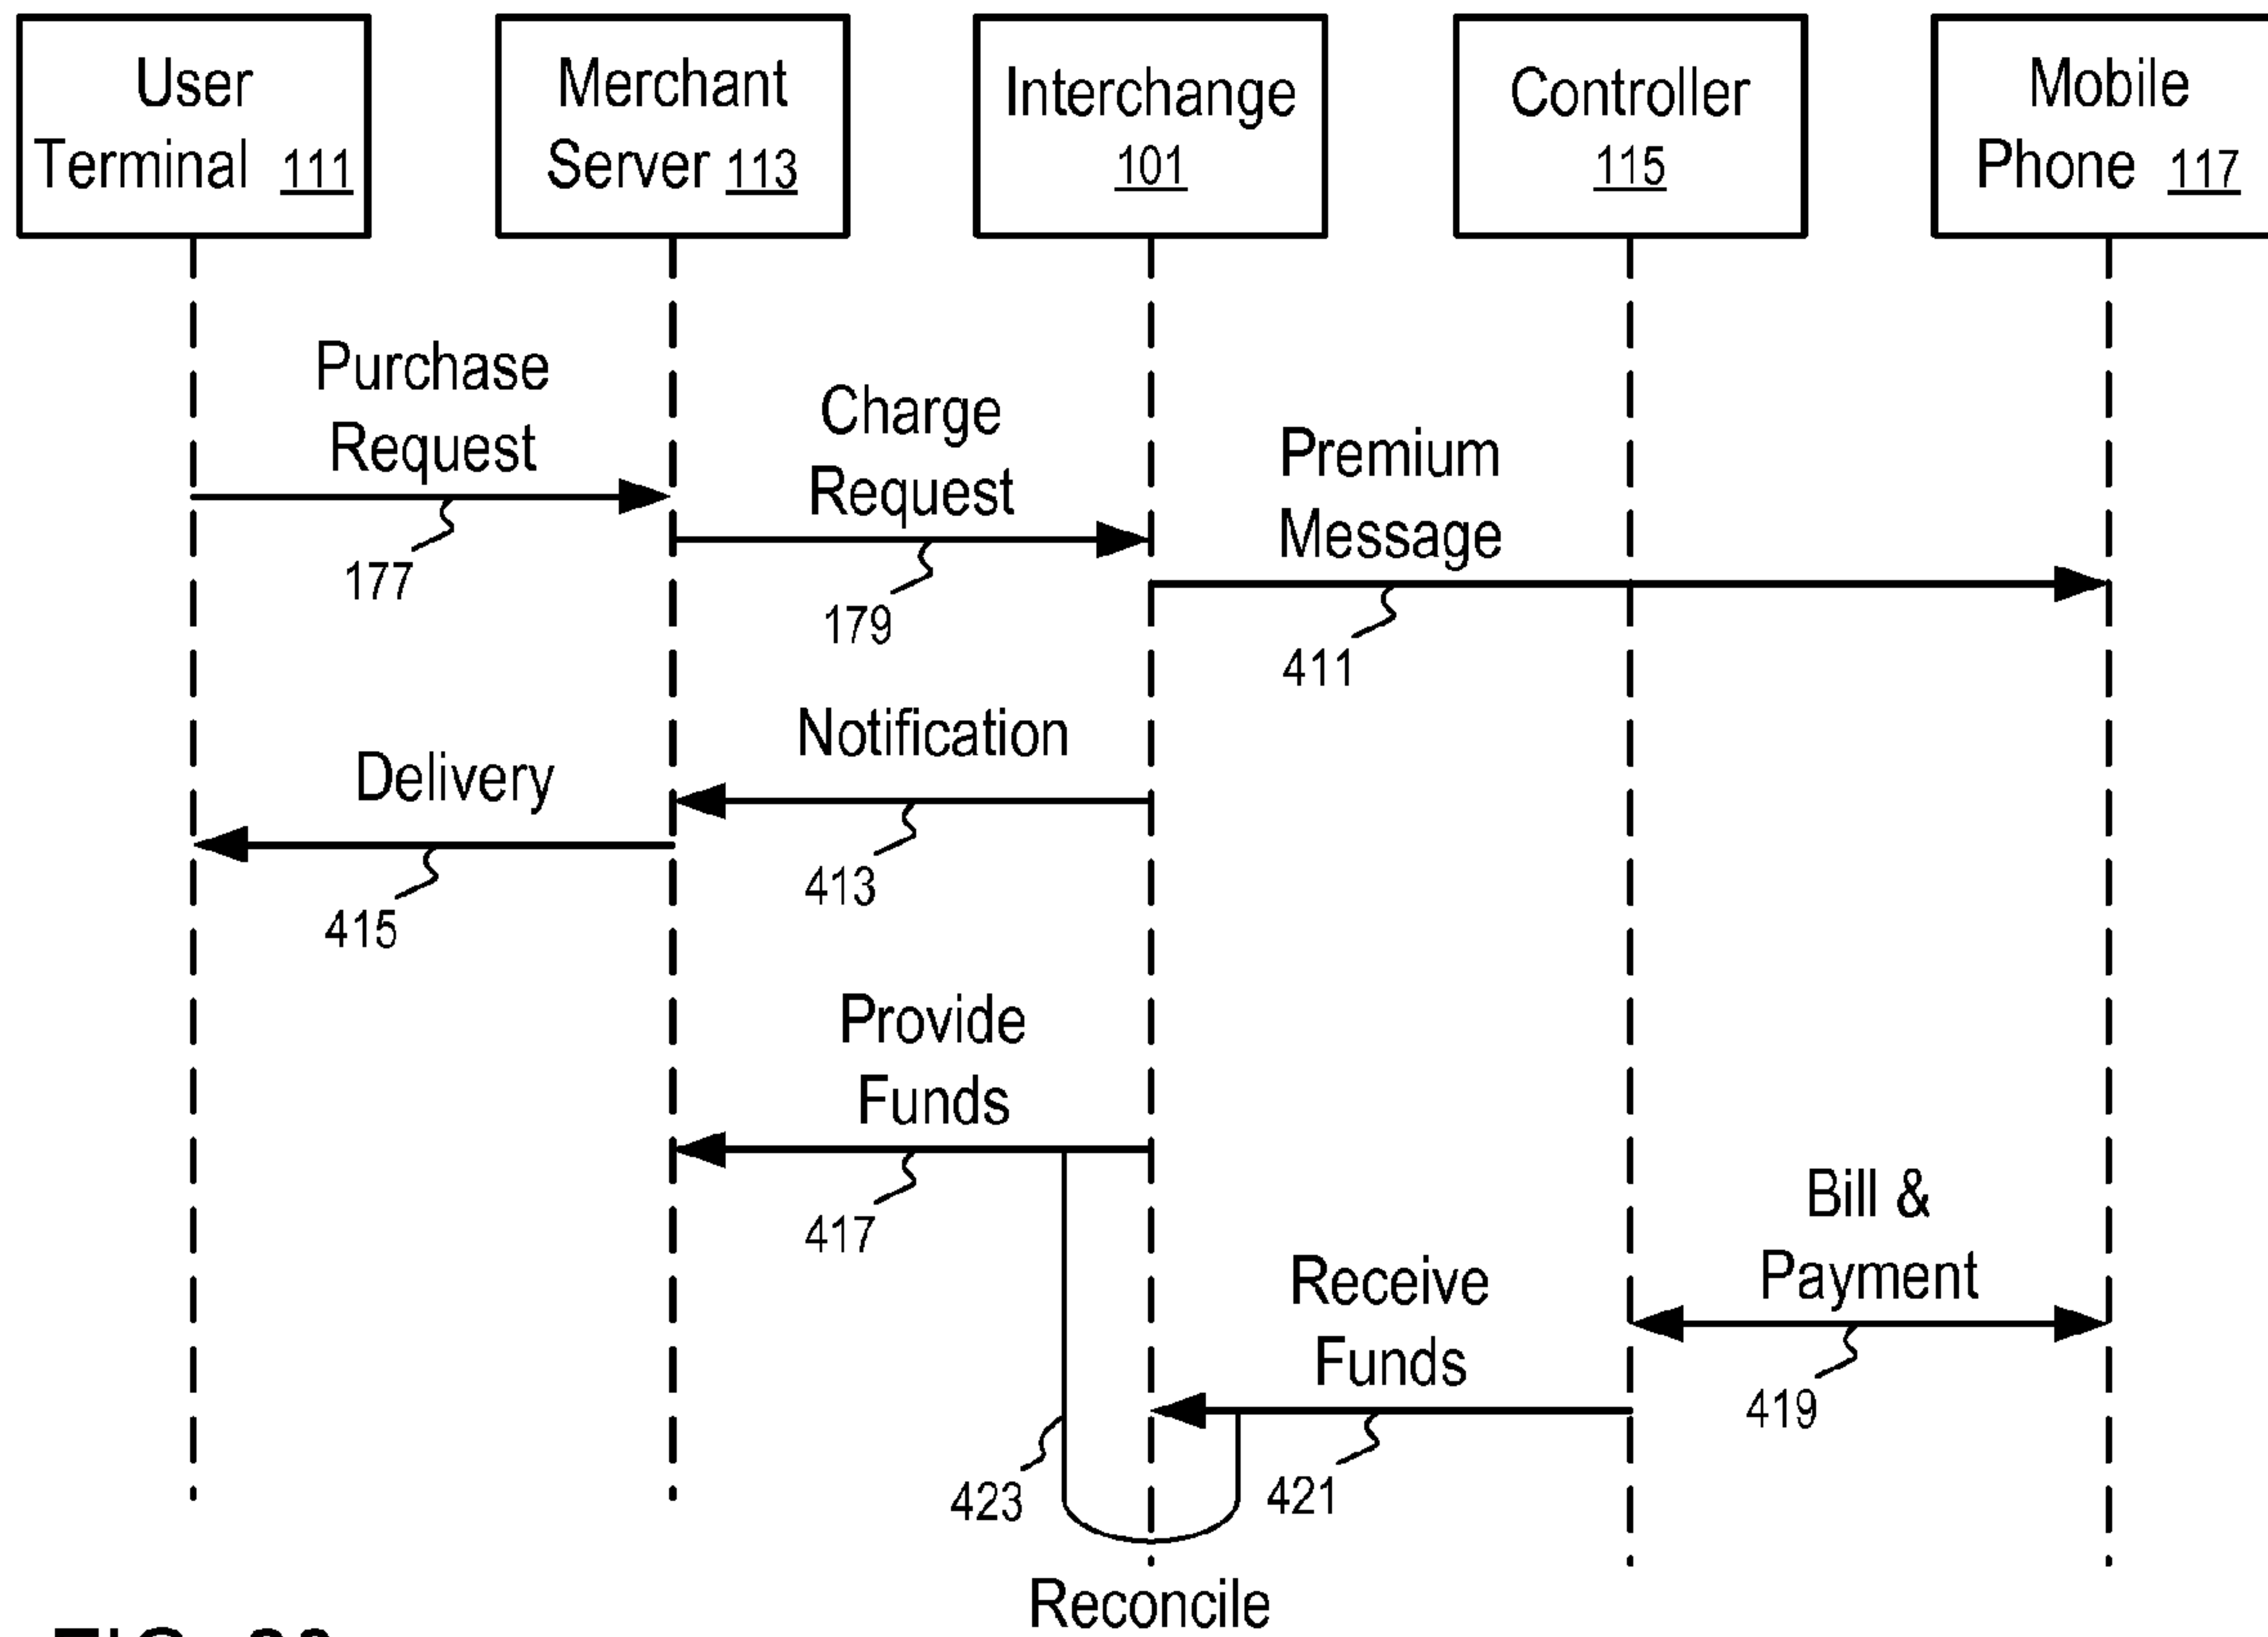 User
Terminal 111
Merchant
Server 113
Interchange
101
Controller
115
Mobile
Phone 117
Purchase
Request
177
Charge
Request
179
Premium
Message
411
Notification
413
Delivery
415
Provide
Funds
417
Bill &
Payment
419
Receive
Funds
421
423
Reconcile